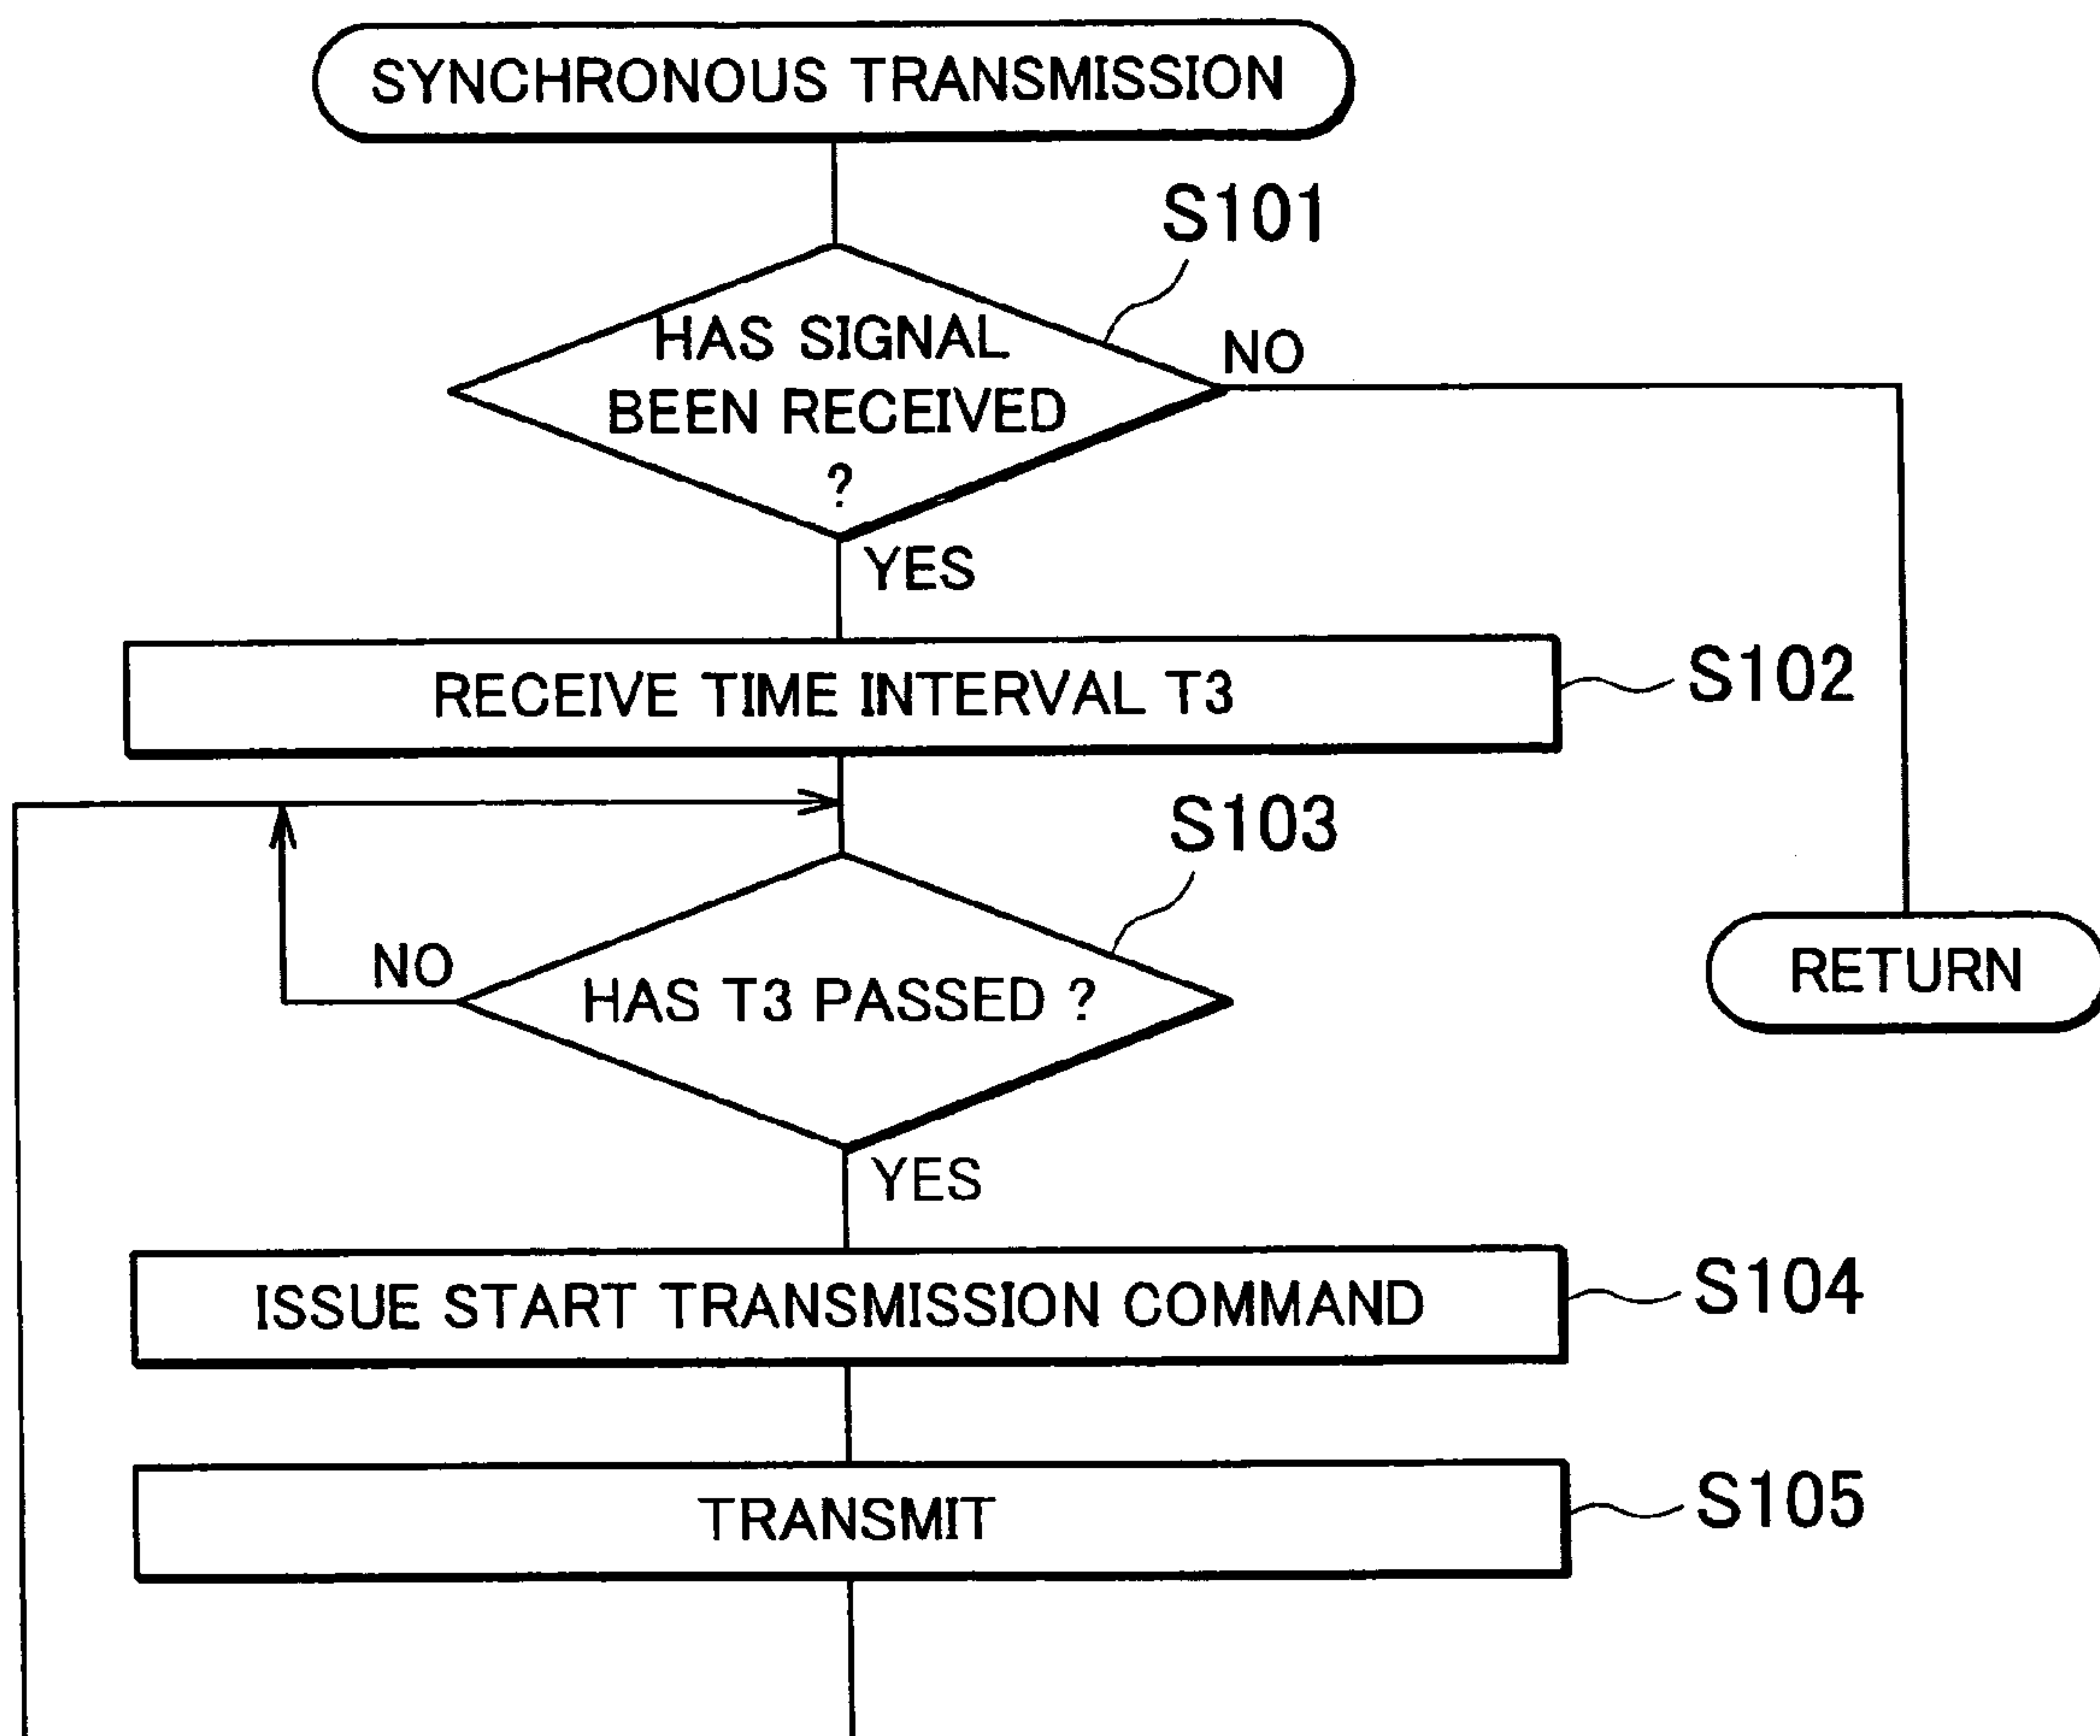 SYNCHRONOUS TRANSMISSION
S101
HAS SIGNAL
BEEN RECEIVED
?
NO
YES
RECEIVE TIME INTERVAL T3
S102
S103
NO
HAS T3 PASSED ?
RETURN
YES
ISSUE START TRANSMISSION COMMAND
S104
TRANSMIT
S105